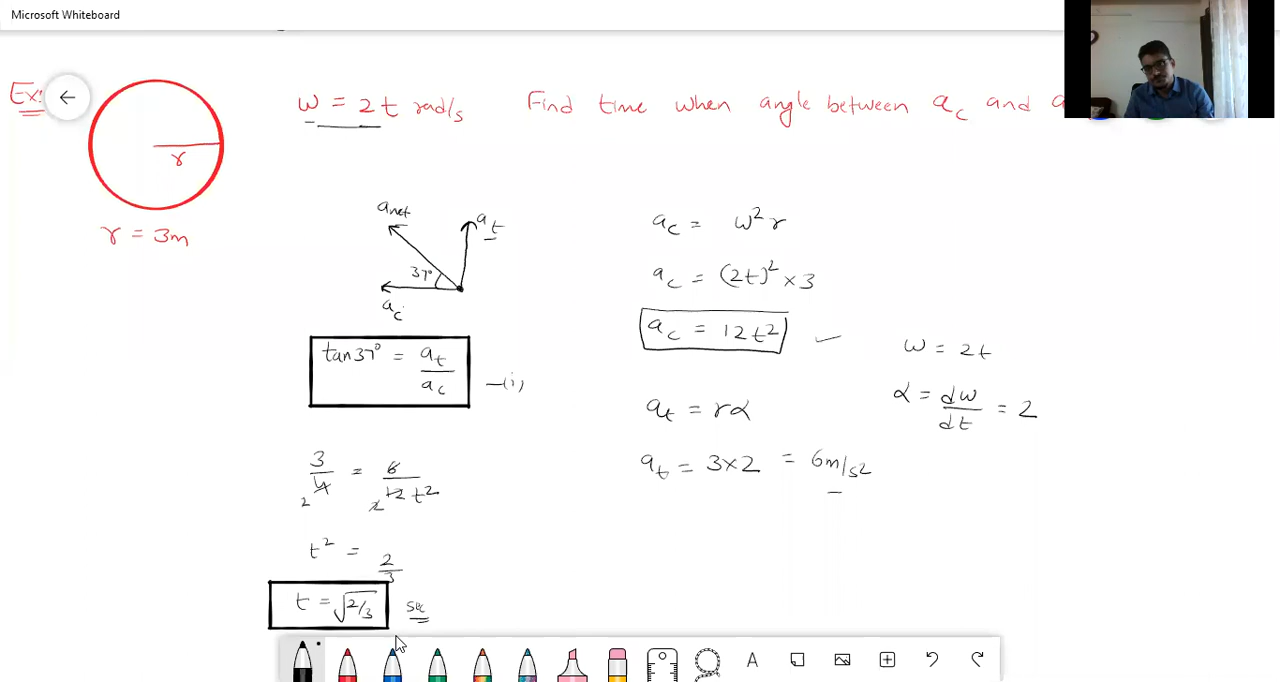 Microsoft Whiteboard
Ex:
ω = 2t rad/s Find time when angle between a_c and a
r
r = 3m
a_net
a_t
37°
a_c
tan37° = a_t/a_c —(i)
3/4 = 6/12t²
2 2
t² = 2/3
t = √2/3 sec
a_c = ω²r
a_c = (2t)² × 3
a_c = 12t²
a_t = rα
a_t = 3×2 = 6m/s2
ω = 2t
α = dω/dt = 2
A